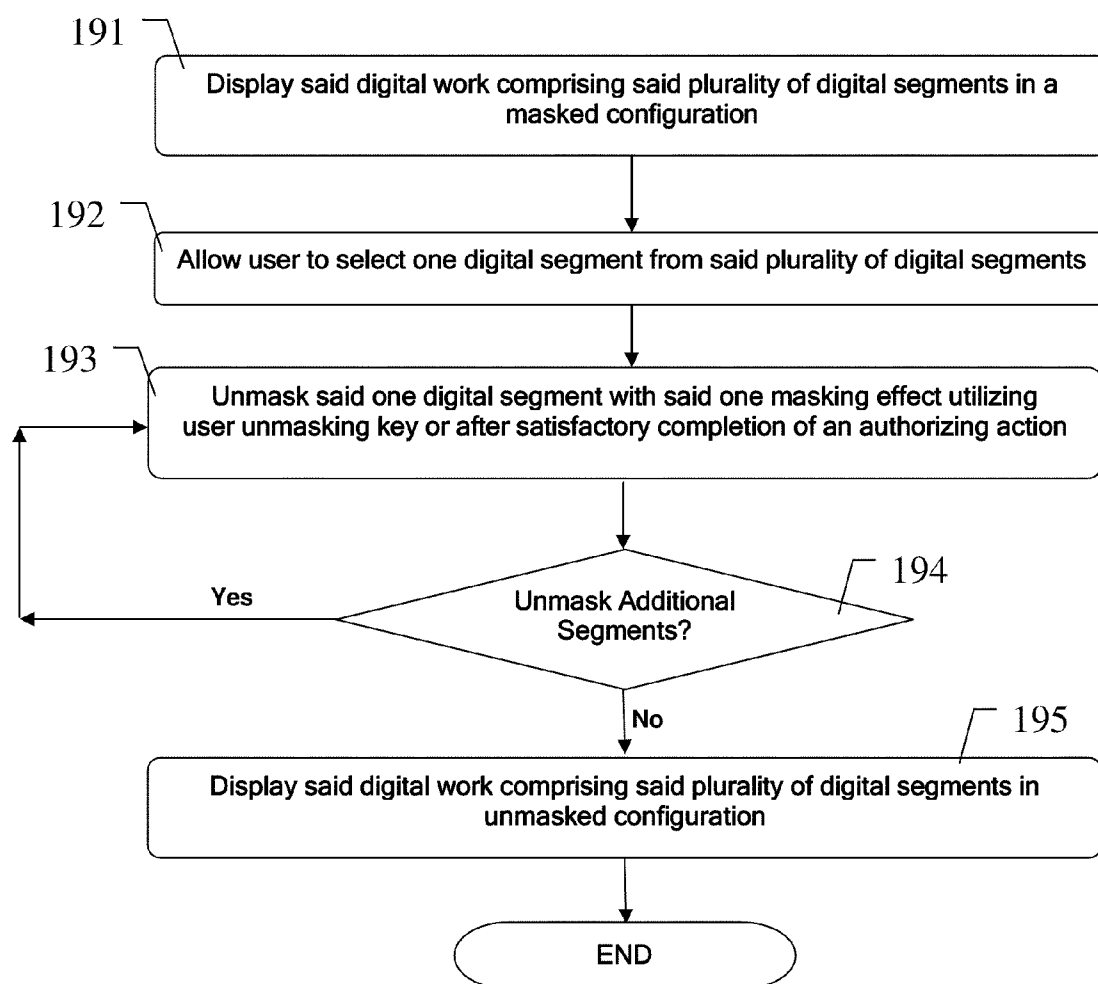 191
Display said digital work comprising said plurality of digital segments in a
masked configuration
192
Allow user to select one digital segment from said plurality of digital segments
193
Unmask said one digital segment with said one masking effect utilizing
user unmasking key or after satisfactory completion of an authorizing action
194
Yes
Unmask Additional
Segments?
No
195
Display said digital work comprising said plurality of digital segments in
unmasked configuration
END